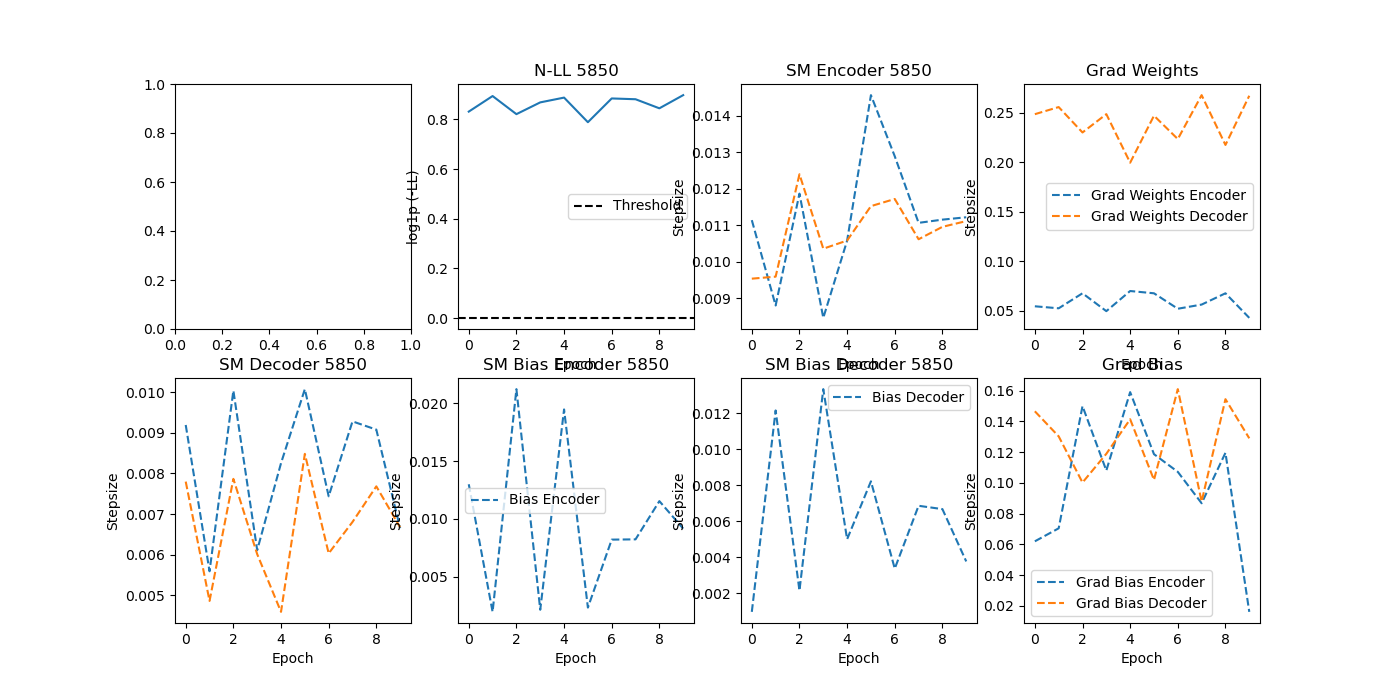 N-LL 5850
SM Encoder 5850
Grad Weights
1.0
0.8
0.6
0.4
0.2
0.0
0.0 0.2 0.4 0.6 0.8 1.0
log1p (-LL)
0.8
0.6
0.4
0.2
0.0
Threshold
0 2 4 6 8
Epoch
Stepsize
0.014
0.013
0.012
0.011
0.010
0.009
0 2 4 6 8
Epoch
Stepsize
0.25
0.20
0.15
0.10
0.05
Grad Weights Encoder
Grad Weights Decoder
0 2 4 6 8
Epoch
SM Decoder 5850
SM Bias Encoder 5850
SM Bias Decoder 5850
Grad Bias
Stepsize
0.010
0.009
0.008
0.007
0.006
0.005
0 2 4 6 8
Epoch
Stepsize
0.020
0.015
0.010
0.005
Bias Encoder
0 2 4 6 8
Epoch
Stepsize
0.012
0.010
0.008
0.006
0.004
0.002
Bias Decoder
0 2 4 6 8
Epoch
Stepsize
0.16
0.14
0.12
0.10
0.08
0.06
0.04
0.02
Grad Bias Encoder
Grad Bias Decoder
0 2 4 6 8
Epoch